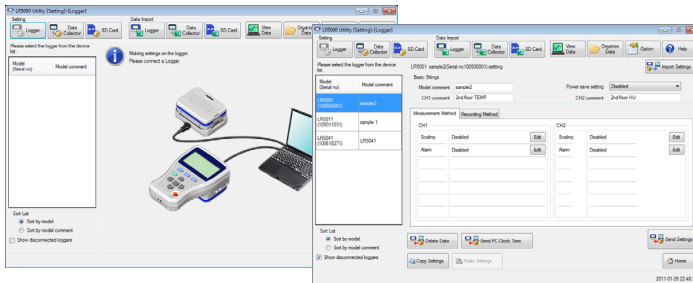 LR5000 Utility (Setting)-(Logger)
Setting
Data Import
Logger
Data Collector
SD Card
Logger
Data Collector
SD Card
View Data
Organize Data
Please select the logger from the device list.
Model (Serial no)
Model comment
Making settings on the logger.
Please connect a Logger.
Sort List
Sort by model
Sort by model comment
Show disconnected loggers
LR5000 Utility (Setting)-(Logger)
Setting
Data Import
Logger
Data Collector
SD Card
Logger
Data Collector
SD Card
View Data
Organize Data
Option
Help
Please select the logger from the device list.
LR5001 sample2(Serial no:100500001) setting
Import Settings
Model (Serial no)
Model comment
LR5001 (100500001)
sample2
LR5011 (105011031)
sample 1
LR5041 (100618271)
LR5041
Basic Strings
Model comment
sample2
Power save setting
Disabled
CH1 comment
2nd floor TEMP
CH2 comment
2nd floor HU
Measurement Method
Recording Method
CH1
Scaling
Disabled
Edit
Alarm
Disabled
Edit
CH2
Scaling
Disabled
Edit
Alarm
Disabled
Edit
Sort List
Sort by model
Sort by model comment
Show disconnected loggers
Delete Data
Send PC Clock Time
Send Settings
Copy Settings
Paste Settings
Home
2011-01-25 22:48: